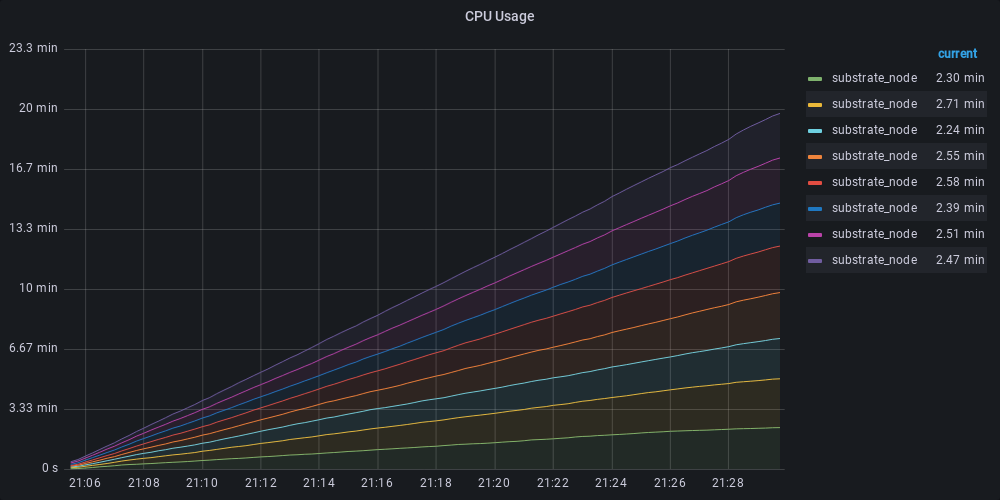 CPU Usage
23.3 min
20 min
16.7 min
13.3 min
10 min
6.67 min
3.33 min
0 s
21:06 21:08 21:10 21:12 21:14 21:16 21:18 21:20 21:22 21:24 21:26 21:28
current
substrate_node 2.30 min
substrate_node 2.71 min
substrate_node 2.24 min
substrate_node 2.55 min
substrate_node 2.58 min
substrate_node 2.39 min
substrate_node 2.51 min
substrate_node 2.47 min